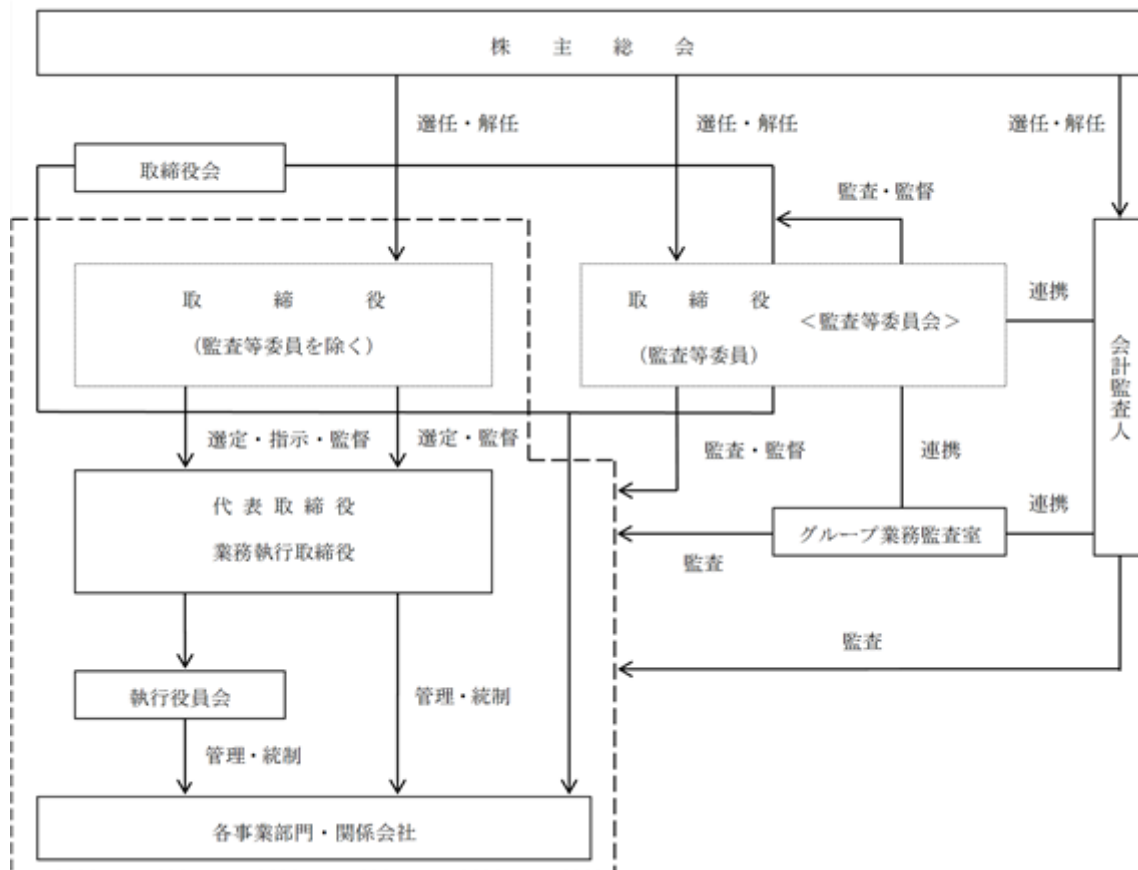 株主総会
選任・解任
選任・解任
選任・解任
取締役会
監査・監督
取締役
(監査等委員を除く)
取締役
(監査等委員)
＜監査等委員会＞
連携
会計監査人
選定・指示・監督
選定・監督
監査・監督
連携
代表取締役
業務執行取締役
グループ業務監査室
連携
監査
監査
執行役員会
管理・統制
管理・統制
各事業部門・関係会社